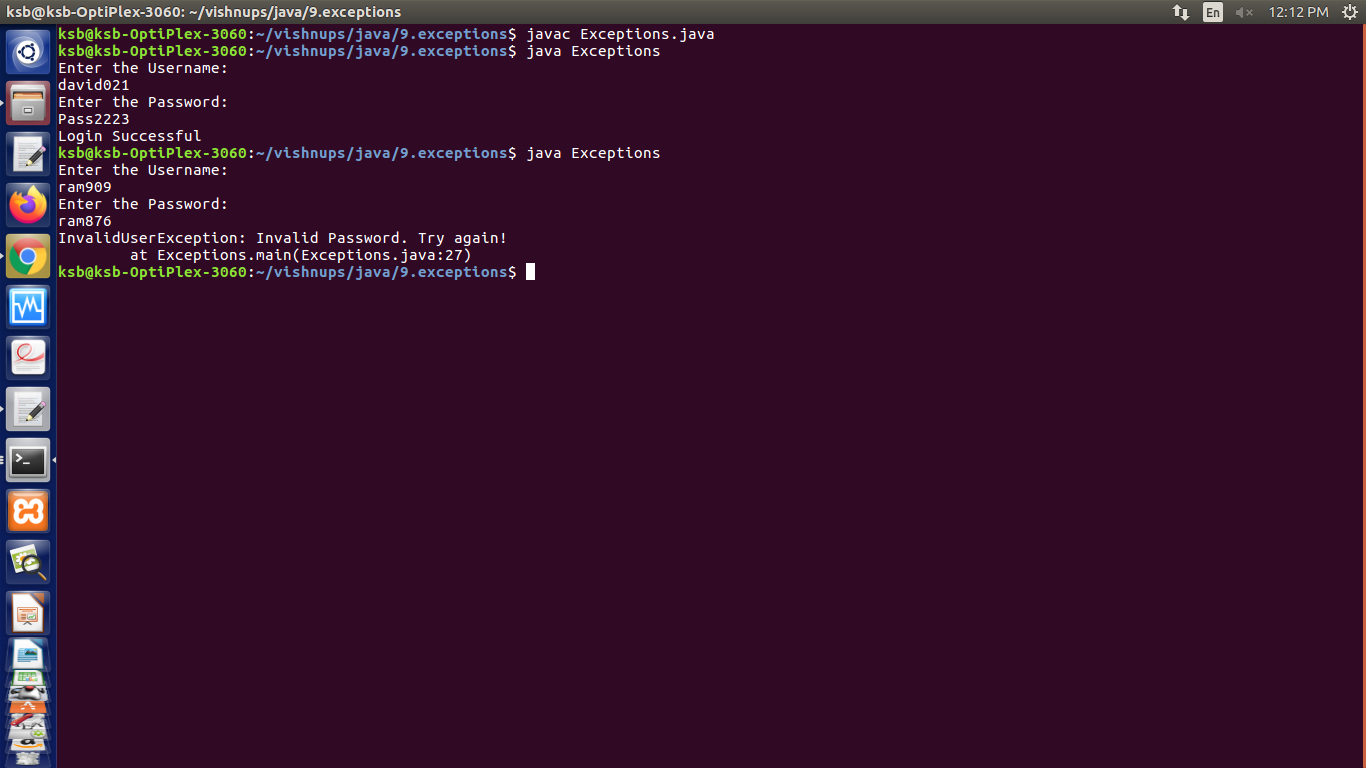 ksb@ksb-OptiPlex-3060: ~/vishnups/java/9.exceptions En 12:12 PM
ksb@ksb-OptiPlex-3060:~/vishnups/java/9.exceptions$ javac Exceptions.java
ksb@ksb-OptiPlex-3060:~/vishnups/java/9.exceptions$ java Exceptions
Enter the Username:
david021
Enter the Password:
Pass2223
Login Successful
ksb@ksb-OptiPlex-3060:~/vishnups/java/9.exceptions$ java Exceptions
Enter the Username:
ram909
Enter the Password:
ram876
InvalidUserException: Invalid Password. Try again!
        at Exceptions.main(Exceptions.java:27)
ksb@ksb-OptiPlex-3060:~/vishnups/java/9.exceptions$